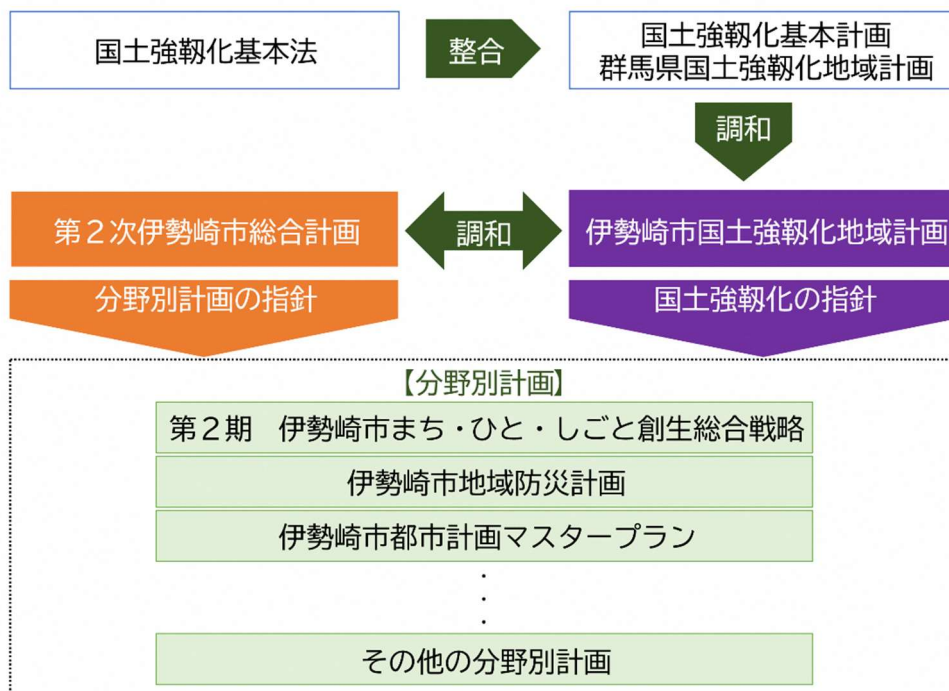 国土強靱化基本法
整合
国土強靱化基本計画
群馬県国土強靱化地域計画
調和
第２次伊勢崎市総合計画
調和
伊勢崎市国土強靱化地域計画
分野別計画の指針
国土強靱化の指針
【分野別計画】
第２期　伊勢崎市まち・ひと・しごと創生総合戦略
伊勢崎市地域防災計画
伊勢崎市都市計画マスタープラン
・
・
・
その他の分野別計画